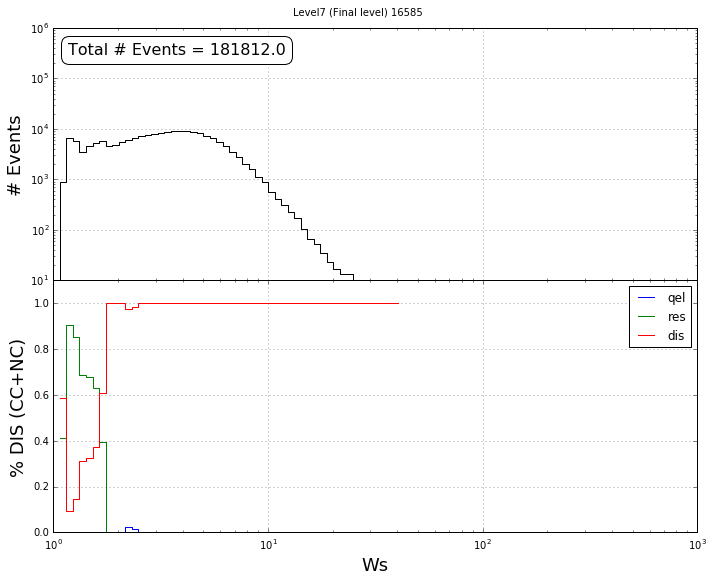 Level7 (Final level) 16585
Total # Events = 181812.0
# Events
10^6
10^5
10^4
10^3
10^2
10^1
qel
res
dis
% DIS (CC+NC)
1.0
0.8
0.6
0.4
0.2
0.0
10^0 10^1 10^2 10^3
Ws